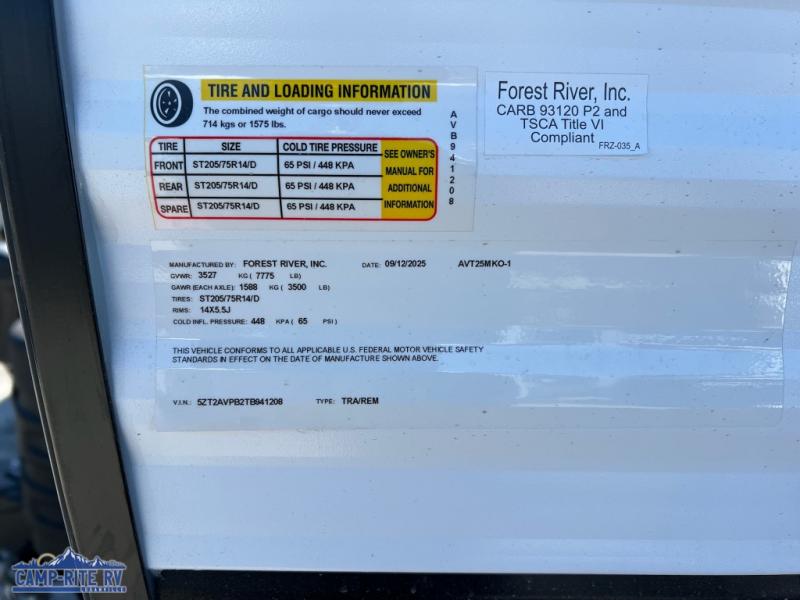 TIRE AND LOADING INFORMATION
The combined weight of cargo should never exceed
714 kgs or 1575 lbs.
TIRE SIZE COLD TIRE PRESSURE
FRONT ST205/75R14/D 65 PSI / 448 KPA
REAR ST205/75R14/D 65 PSI / 448 KPA
SPARE ST205/75R14/D 65 PSI / 448 KPA
SEE OWNER'S
MANUAL FOR
ADDITIONAL
INFORMATION
AVB941208
Forest River, Inc.
CARB 93120 P2 and
TSCA Title VI
Compliant
FRZ-035_A
MANUFACTURED BY: FOREST RIVER, INC. DATE: 09/12/2025 AVT25MKO-1
GVWR: 3527 KG ( 7775 LB)
GAWR (EACH AXLE): 1588 KG ( 3500 LB)
TIRES: ST205/75R14/D
RIMS: 14X5.5J
COLD INFL. PRESSURE: 448 KPA ( 65 PSI )
THIS VEHICLE CONFORMS TO ALL APPLICABLE U.S. FEDERAL MOTOR VEHICLE SAFETY
STANDARDS IN EFFECT ON THE DATE OF MANUFACTURE SHOWN ABOVE.
V.I.N.: 5ZT2AVPB2TB941208 TYPE: TRA/REM
CAMP-RITE RV